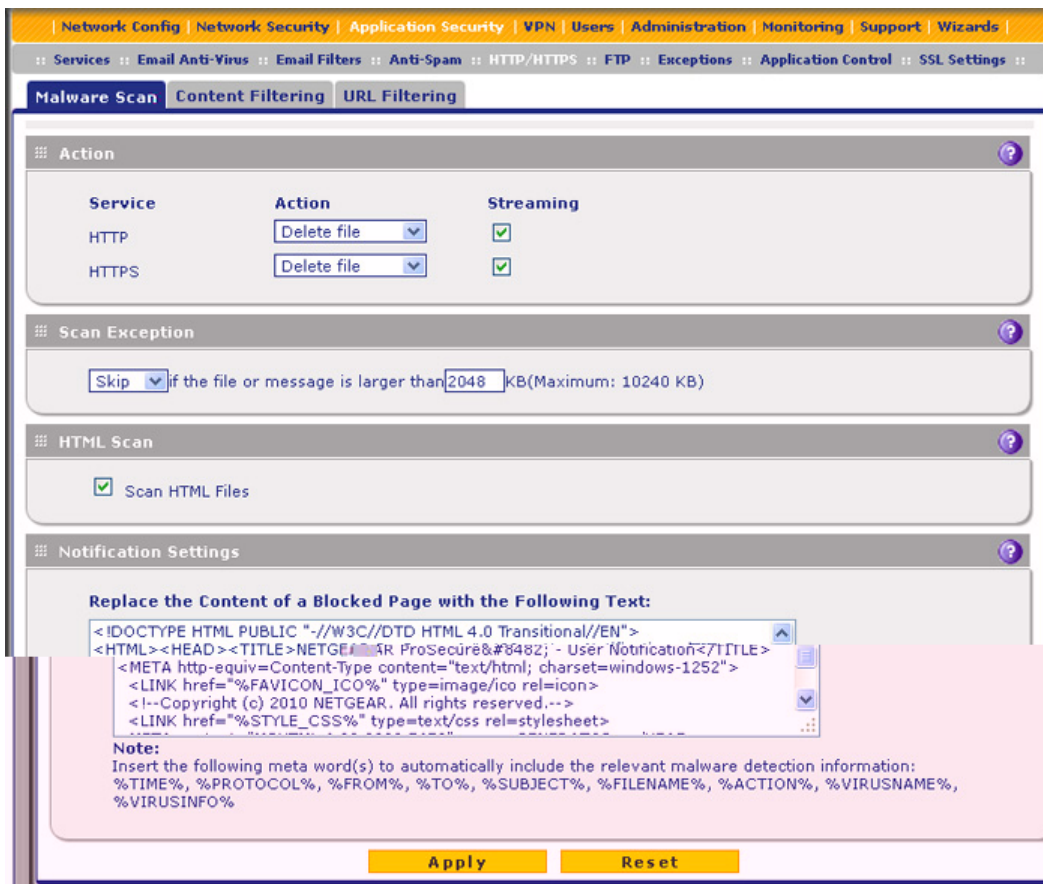 | Network Config | Network Security | Application Security | VPN | Users | Administration | Monitoring | Support | Wizards |
:: Services :: Email Anti-Virus :: Email Filters :: Anti-Spam :: HTTP/HTTPS :: FTP :: Exceptions :: Application Control :: SSL Settings ::
Malware Scan Content Filtering URL Filtering
Action ?
Service Action Streaming
HTTP Delete file
HTTPS Delete file
Scan Exception ?
Skip if the file or message is larger than 2048 KB(Maximum: 10240 KB)
HTML Scan ?
Scan HTML Files
Notification Settings ?
Replace the Content of a Blocked Page with the Following Text:
<!DOCTYPE HTML PUBLIC "-//W3C//DTD HTML 4.0 Transitional//EN">
<HTML><HEAD><TITLE>NETGEAR ProSecure&#8482; - User Notification</TITLE>
<META http-equiv=Content-Type content="text/html; charset=windows-1252">
<LINK href="%FAVICON_ICO%" type=image/ico rel=icon>
<!--Copyright (c) 2010 NETGEAR. All rights reserved.-->
<LINK href="%STYLE_CSS%" type=text/css rel=stylesheet>
Note:
Insert the following meta word(s) to automatically include the relevant malware detection information:
%TIME%, %PROTOCOL%, %FROM%, %TO%, %SUBJECT%, %FILENAME%, %ACTION%, %VIRUSNAME%,
%VIRUSINFO%
Apply Reset